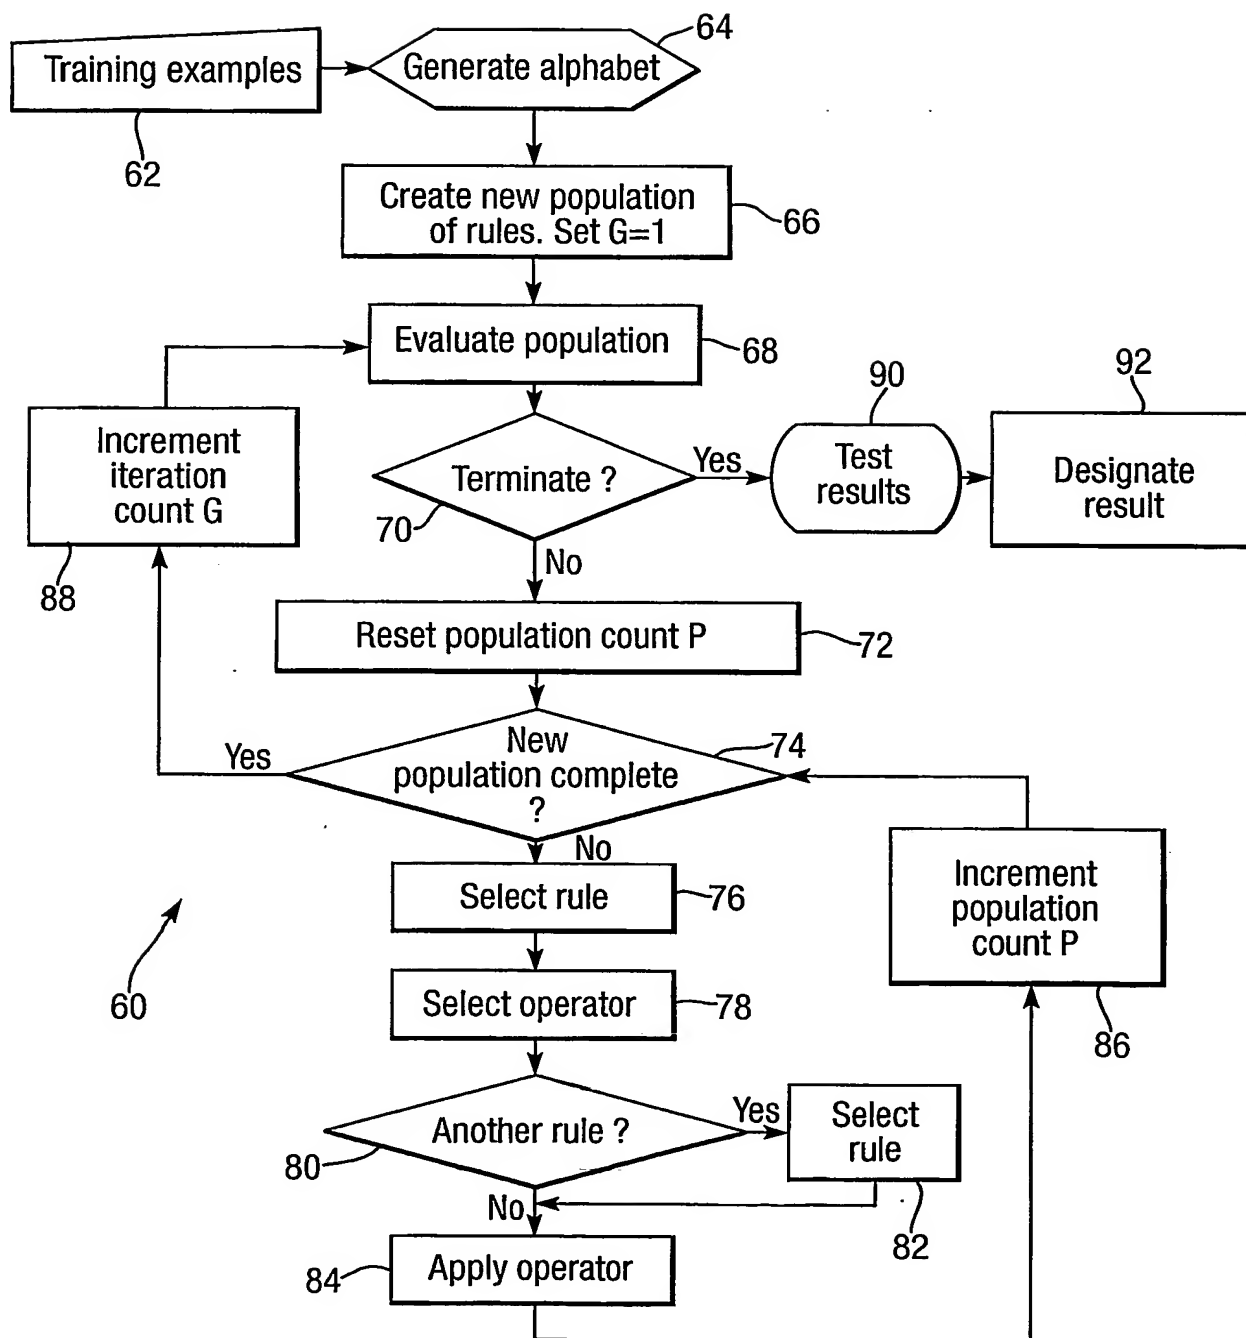 64
Training examples
Generate alphabet
62
Create new population
of rules. Set G=1
66
Evaluate population
68
90
92
Increment
iteration
count G
Terminate ?
Yes
Test
results
Designate
result
70
88
No
Reset population count P
72
74
Yes
New
population complete
?
No
Select rule
76
Increment
population
count P
60
Select operator
78
86
Another rule ?
Yes
Select
rule
80
No
82
84
Apply operator